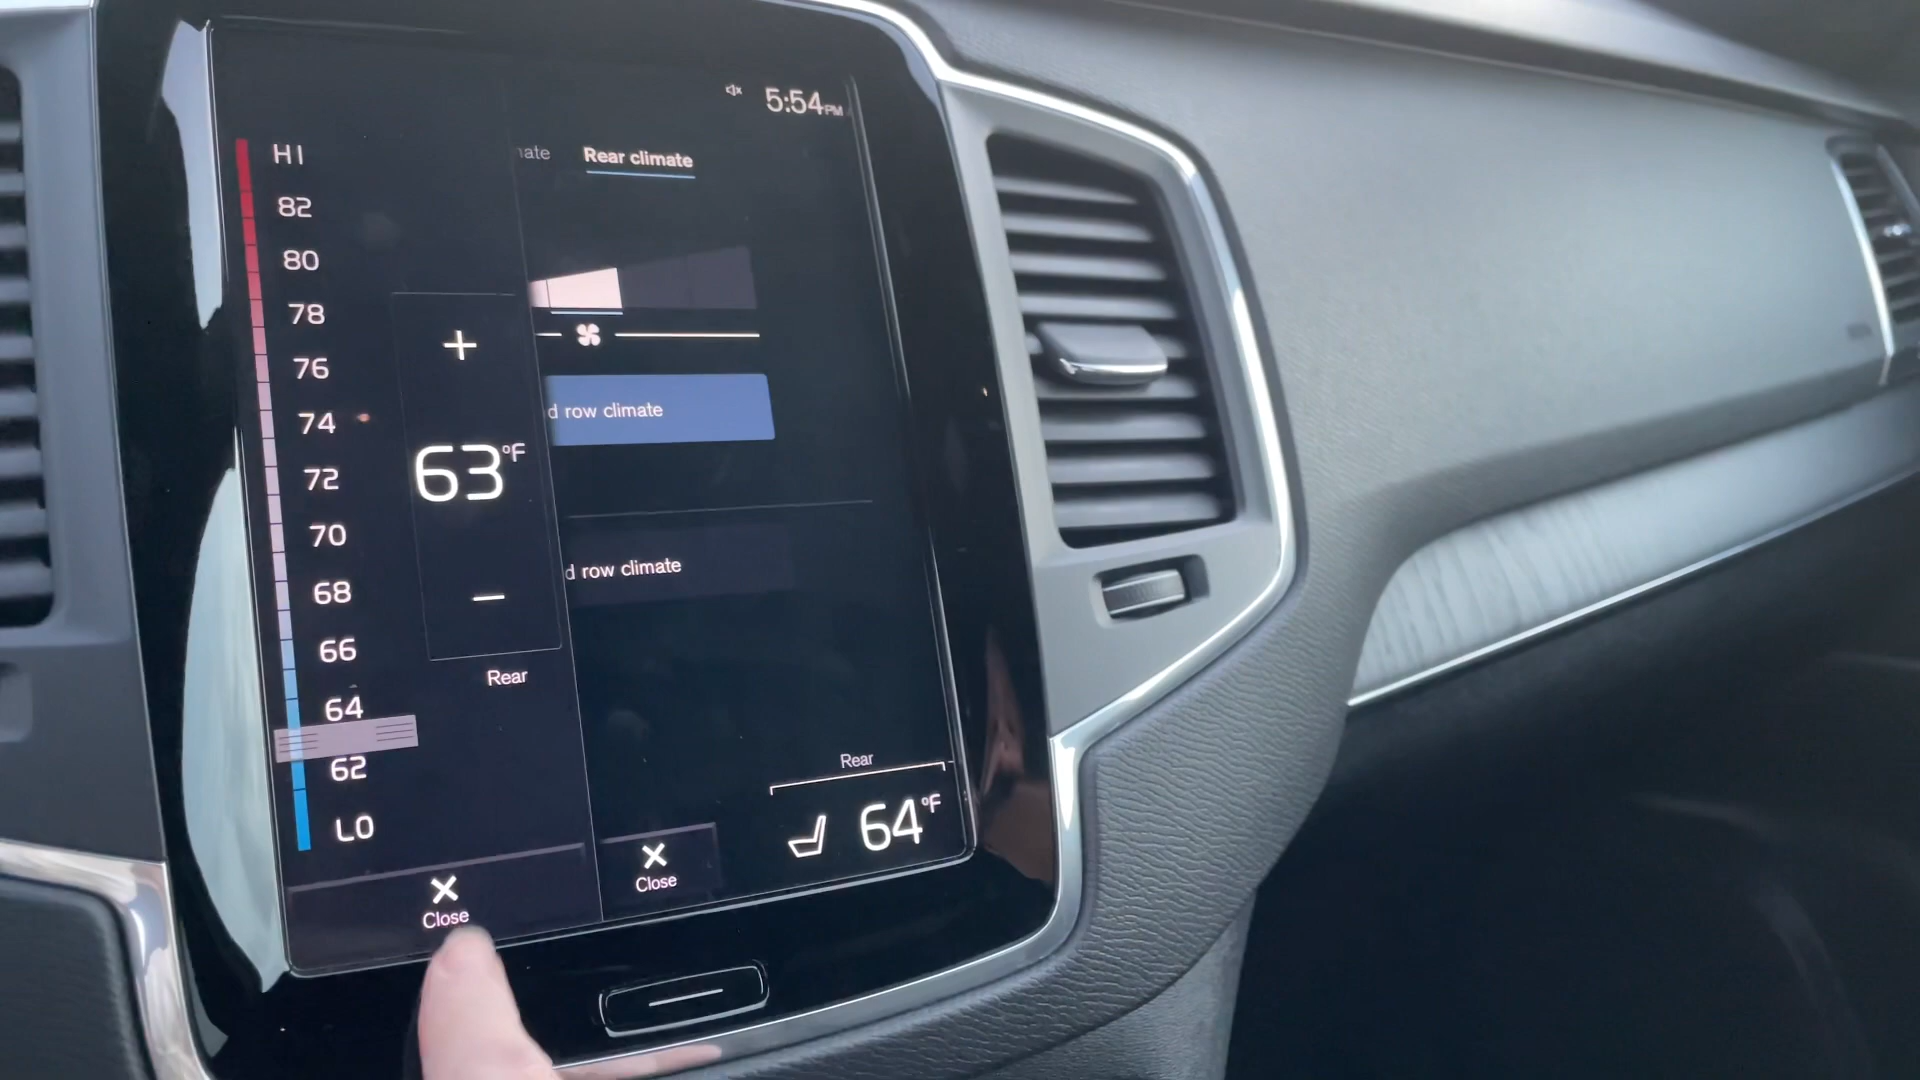 5:54PM
HI
82
80
78
76
74
72
70
68
66
64
62
LO
+
63°F
–
Rear
Close
Rear climate
row climate
row climate
Close
Rear
64°F